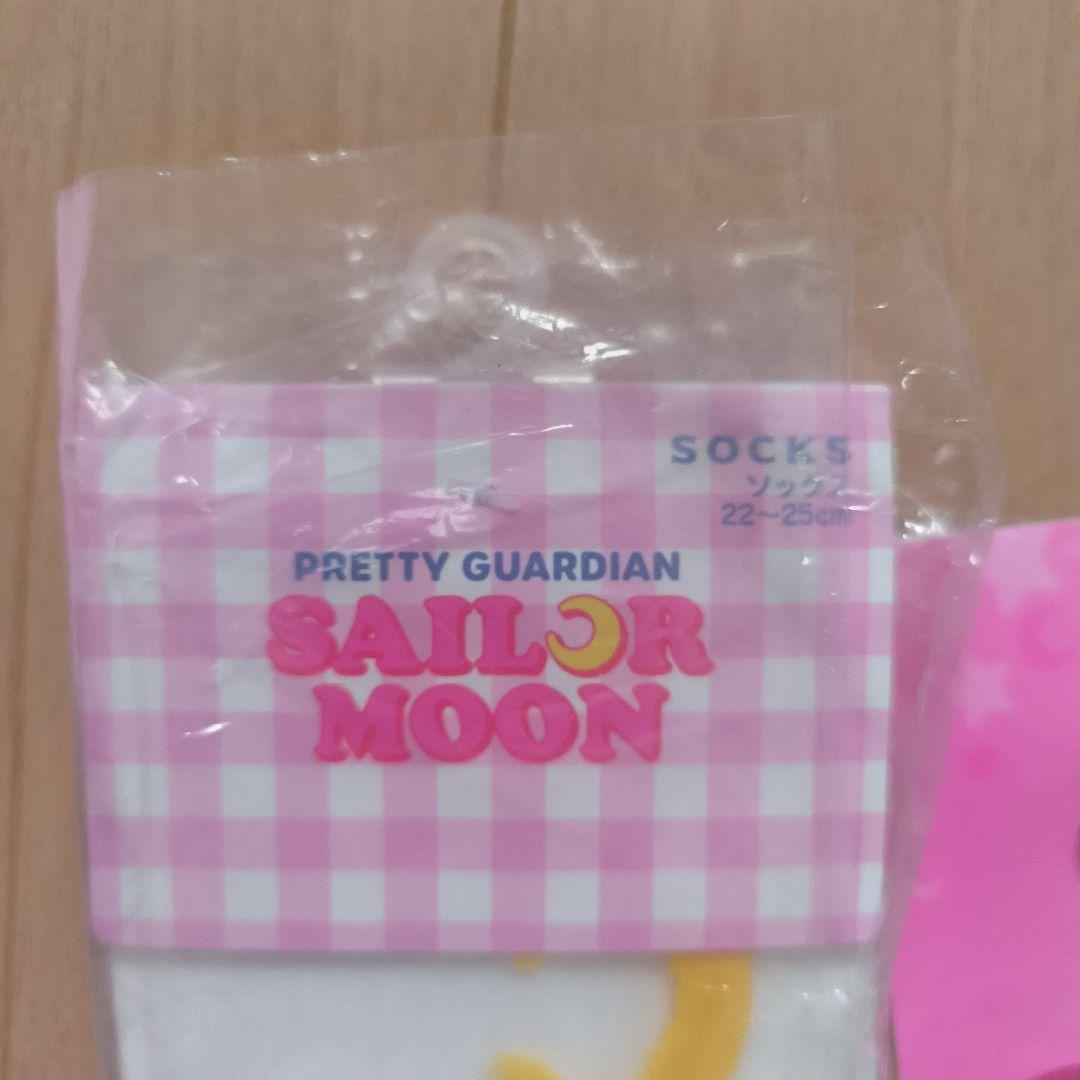 SOCKS
ソックス
22～25cm
PRETTY GUARDIAN
SAILOR
MOON